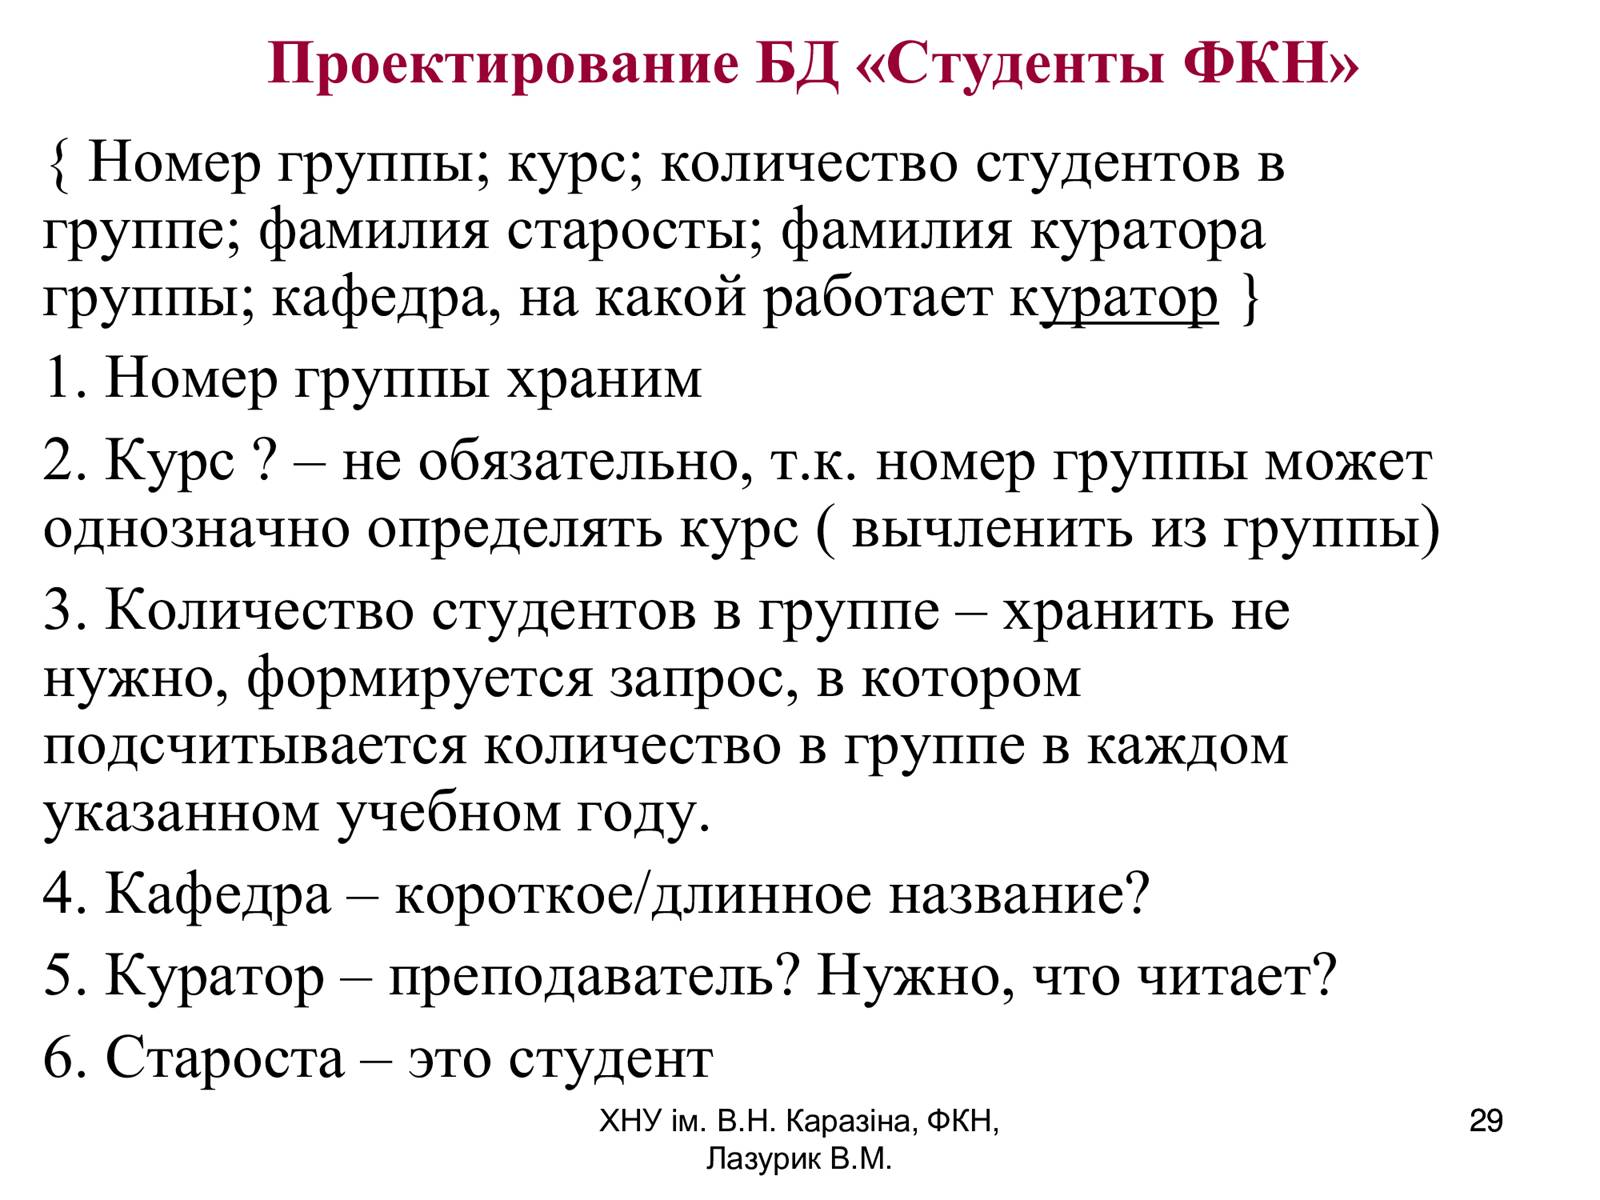 Проектирование БД «Студенты ФКН»
{ Номер группы; курс; количество студентов в
группе; фамилия старосты; фамилия куратора
группы; кафедра, на какой работает куратор }
1. Номер группы храним
2. Курс ? – не обязательно, т.к. номер группы может
однозначно определять курс ( вычленить из группы)
3. Количество студентов в группе – хранить не
нужно, формируется запрос, в котором
подсчитывается количество в группе в каждом
указанном учебном году.
4. Кафедра – короткое/длинное название?
5. Куратор – преподаватель? Нужно, что читает?
6. Староста – это студент
ХНУ ім. В.Н. Каразіна, ФКН,
Лазурик В.М.
29